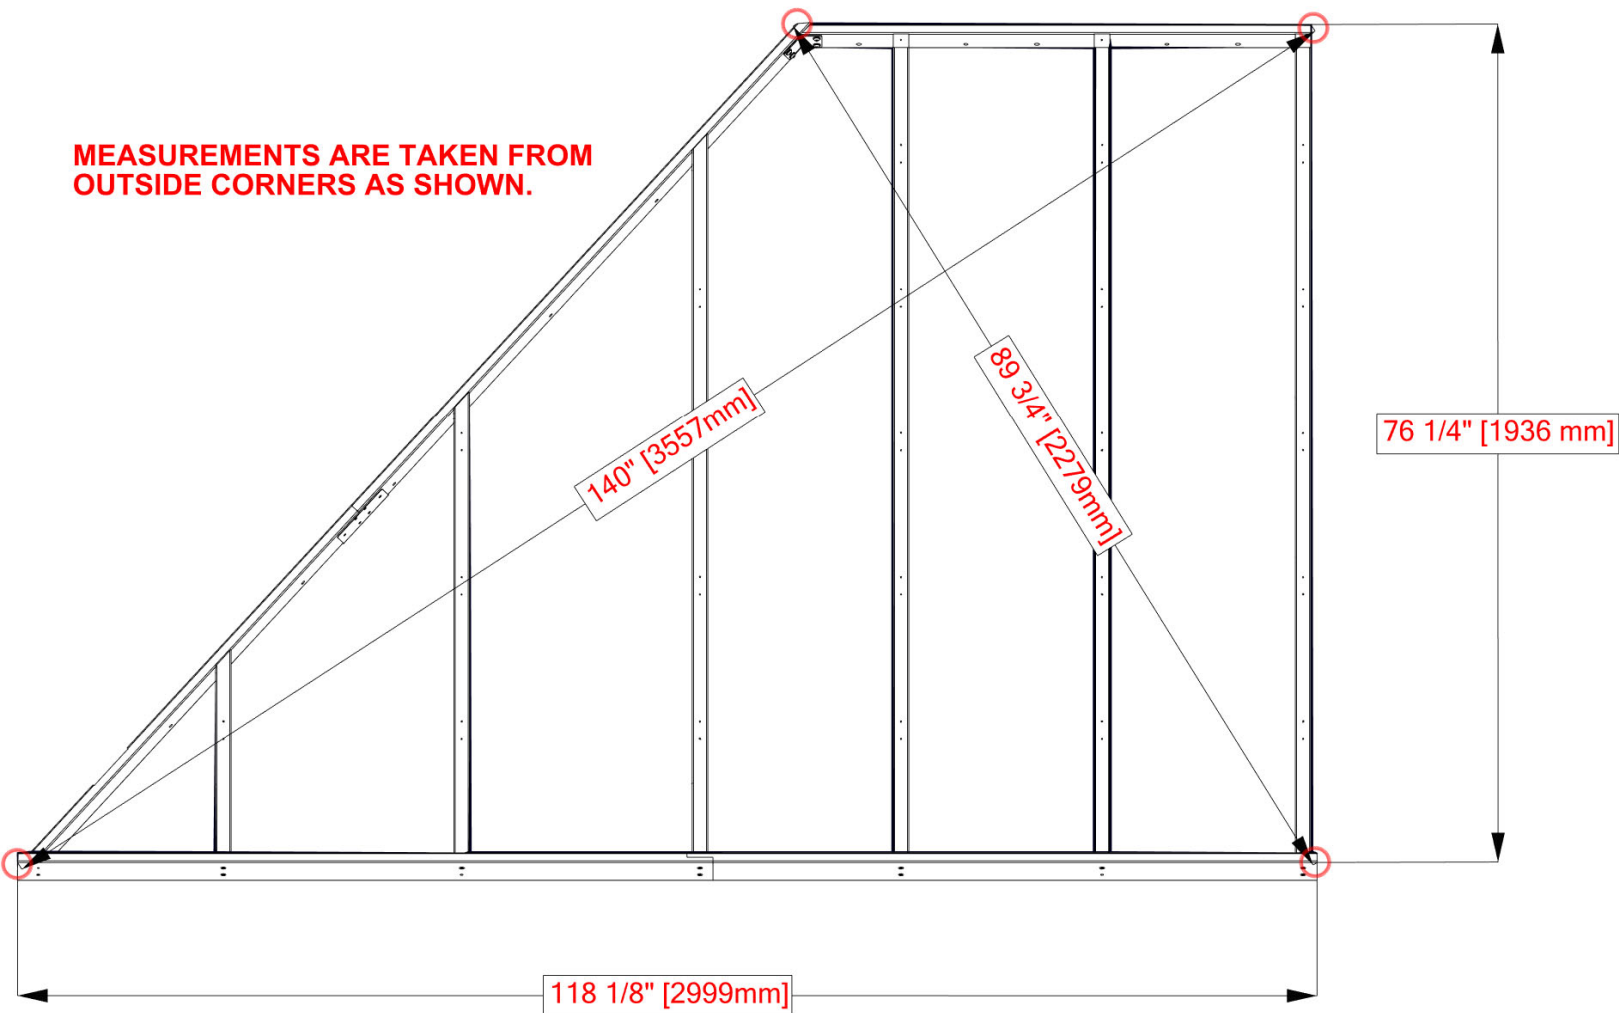 MEASUREMENTS ARE TAKEN FROM
OUTSIDE CORNERS AS SHOWN.
140" [3557mm]
89 3/4" [2279mm]
76 1/4" [1936 mm]
118 1/8" [2999mm]